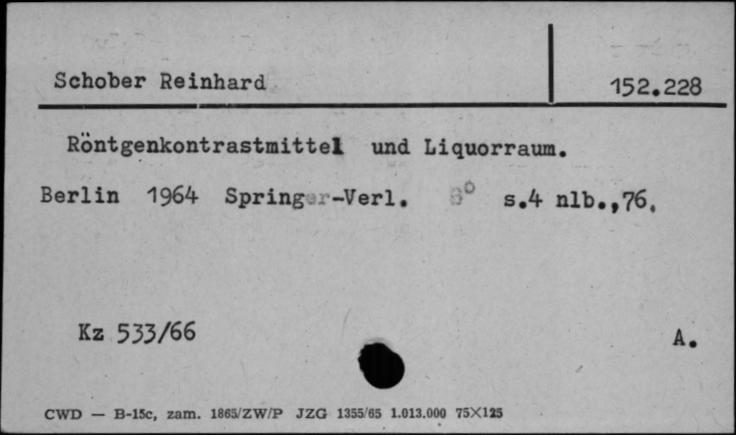 Schober Reinhard 152.228
Röntgenkontrastmittel und Liquorraum.
Berlin 1964 Springer-Verl. 8° s.4 nlb.,76.
Kz 533/66 A.
CWD — B-15c, zam. 1865/ZW/P JZG 1355/65 1.013.000 75X125